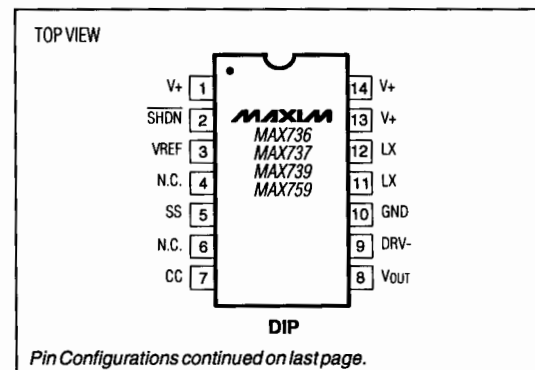 TOP VIEW
V+ 1 14 V+
SHDN 2 MAXIM 13 V+
MAX736
VREF 3 MAX737 12 LX
MAX739
N.C. 4 MAX759 11 LX
SS 5 10 GND
N.C. 6 9 DRV-
CC 7 8 VOUT
DIP
Pin Configurations continued on last page.